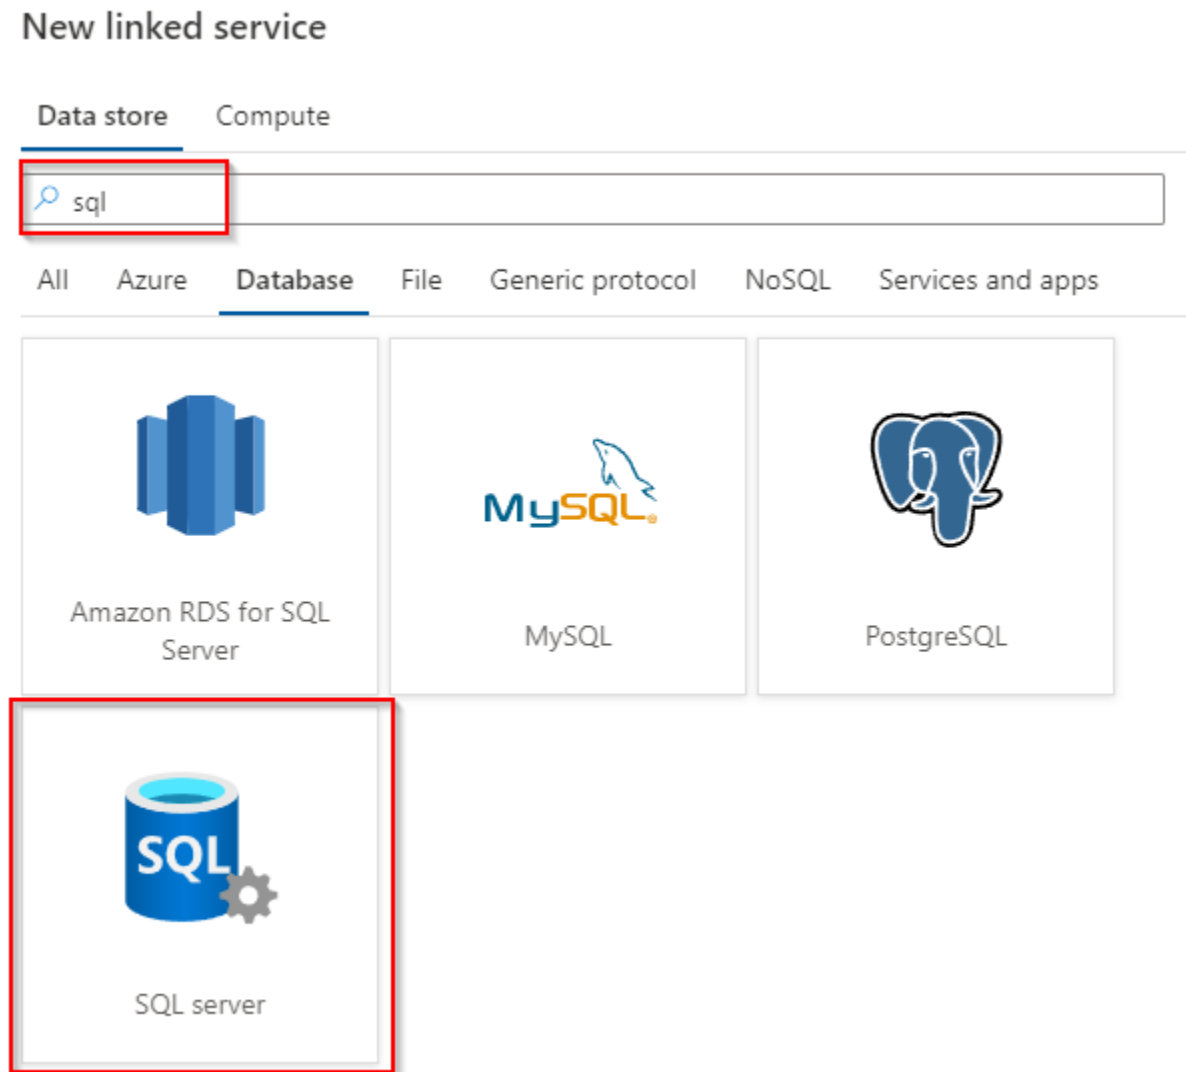 New linked service
Data store Compute
sql
All Azure Database File Generic protocol NoSQL Services and apps
MySQL
Amazon RDS for SQL
Server
MySQL
PostgreSQL
SQL
SQL server